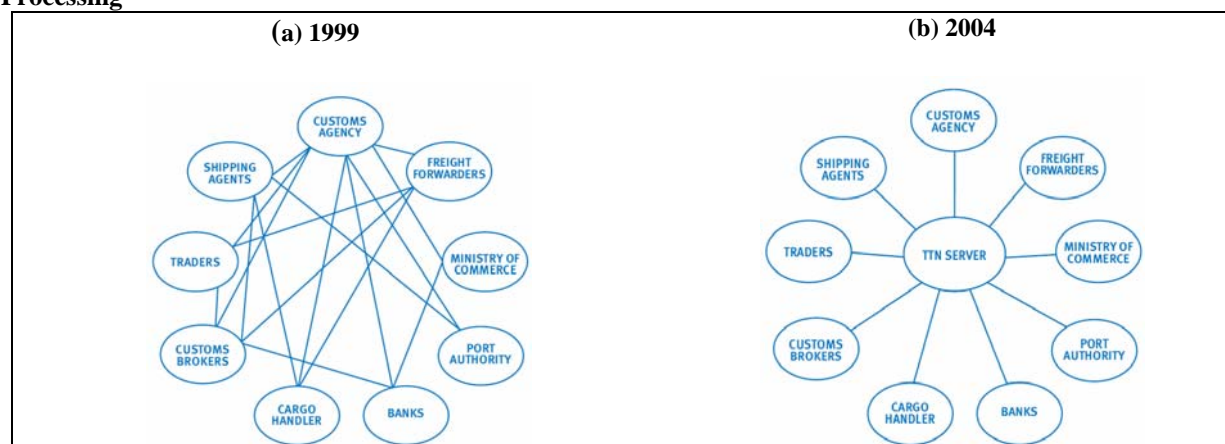 Processing
(a) 1999
CUSTOMS
AGENCY
SHIPPING
AGENTS
FREIGHT
FORWARDERS
TRADERS
MINISTRY OF
COMMERCE
CUSTOMS
BROKERS
PORT
AUTHORITY
CARGO
HANDLER
BANKS
(b) 2004
CUSTOMS
AGENCY
SHIPPING
AGENTS
FREIGHT
FORWARDERS
TRADERS
TTN SERVER
MINISTRY OF
COMMERCE
CUSTOMS
BROKERS
PORT
AUTHORITY
CARGO
HANDLER
BANKS